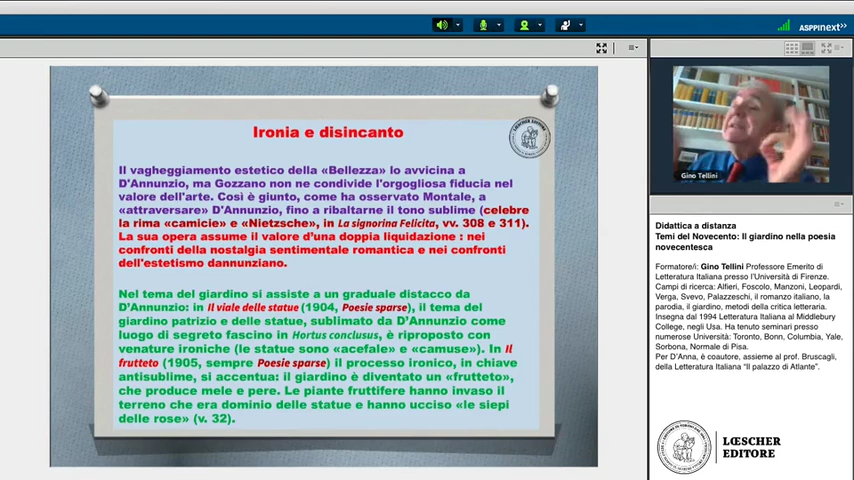 ASPPInext»
Ironia e disincanto
LŒSCHER EDITORE
Il vagheggiamento estetico della «Bellezza» lo avvicina a
D'Annunzio, ma Gozzano non ne condivide l'orgogliosa fiducia nel
valore dell'arte. Così è giunto, come ha osservato Montale, a
«attraversare» D'Annunzio, fino a ribaltarne il tono sublime (celebre
la rima «camicie» e «Nietzsche», in La signorina Felicita, vv. 308 e 311).
La sua opera assume il valore d'una doppia liquidazione : nei
confronti della nostalgia sentimentale romantica e nei confronti
dell'estetismo dannunziano.
Nel tema del giardino si assiste a un graduale distacco da
D'Annunzio: in Il viale delle statue (1904, Poesie sparse), il tema del
giardino patrizio e delle statue, sublimato da D'Annunzio come
luogo di segreto fascino in Hortus conclusus, è riproposto con
venature ironiche (le statue sono «acefale» e «camuse»). In Il
frutteto (1905, sempre Poesie sparse) il processo ironico, in chiave
antisublime, si accentua: il giardino è diventato un «frutteto»,
che produce mele e pere. Le piante fruttifere hanno invaso il
terreno che era dominio delle statue e hanno ucciso «le siepi
delle rose» (v. 32).
Gino Tellini
Didattica a distanza
Temi del Novecento: Il giardino nella poesia
novecentesca
Formatore/i: Gino Tellini Professore Emerito di
Letteratura Italiana presso l'Università di Firenze.
Campi di ricerca: Alfieri, Foscolo, Manzoni, Leopardi,
Verga, Svevo, Palazzeschi, il romanzo italiano, la
parodia, il giardino, metodi della critica letteraria.
Insegna dal 1994 Letteratura Italiana al Middlebury
College, negli Usa. Ha tenuto seminari presso
numerose Università: Toronto, Bonn, Columbia, Yale,
Sorbona, Normale di Pisa.
Per D'Anna, è coautore, assieme al prof. Bruscagli,
della Letteratura Italiana "Il palazzo di Atlante".
LŒSCHER
EDITORE